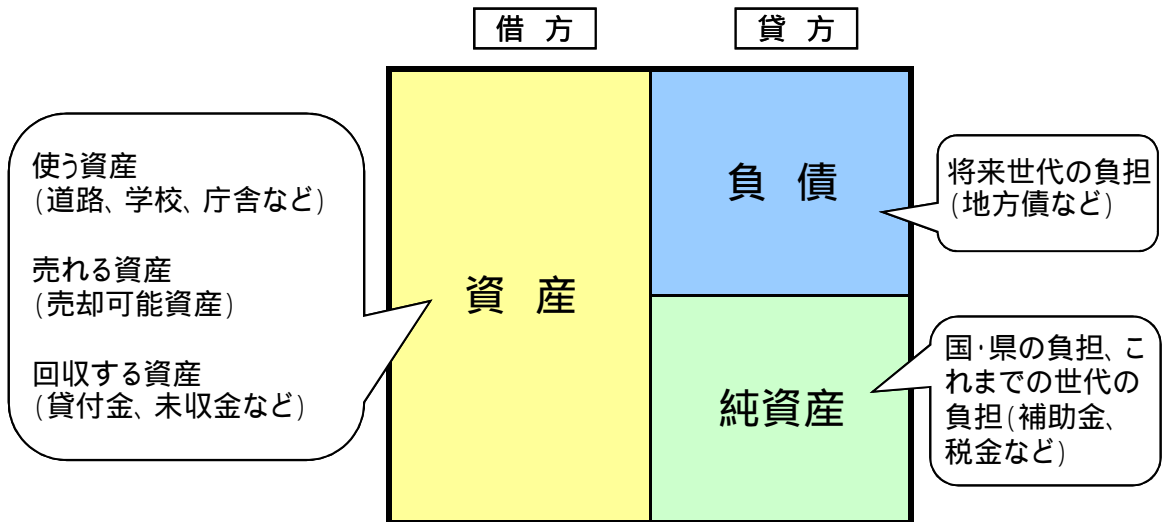 借 方
貸 方
使う資産
(道路、学校、庁舎など)
売れる資産
(売却可能資産)
回収する資産
(貸付金、未収金など)
資 産
負 債
純資産
将来世代の負担
(地方債など)
国・県の負担、こ
れまでの世代の
負担(補助金、
税金など)